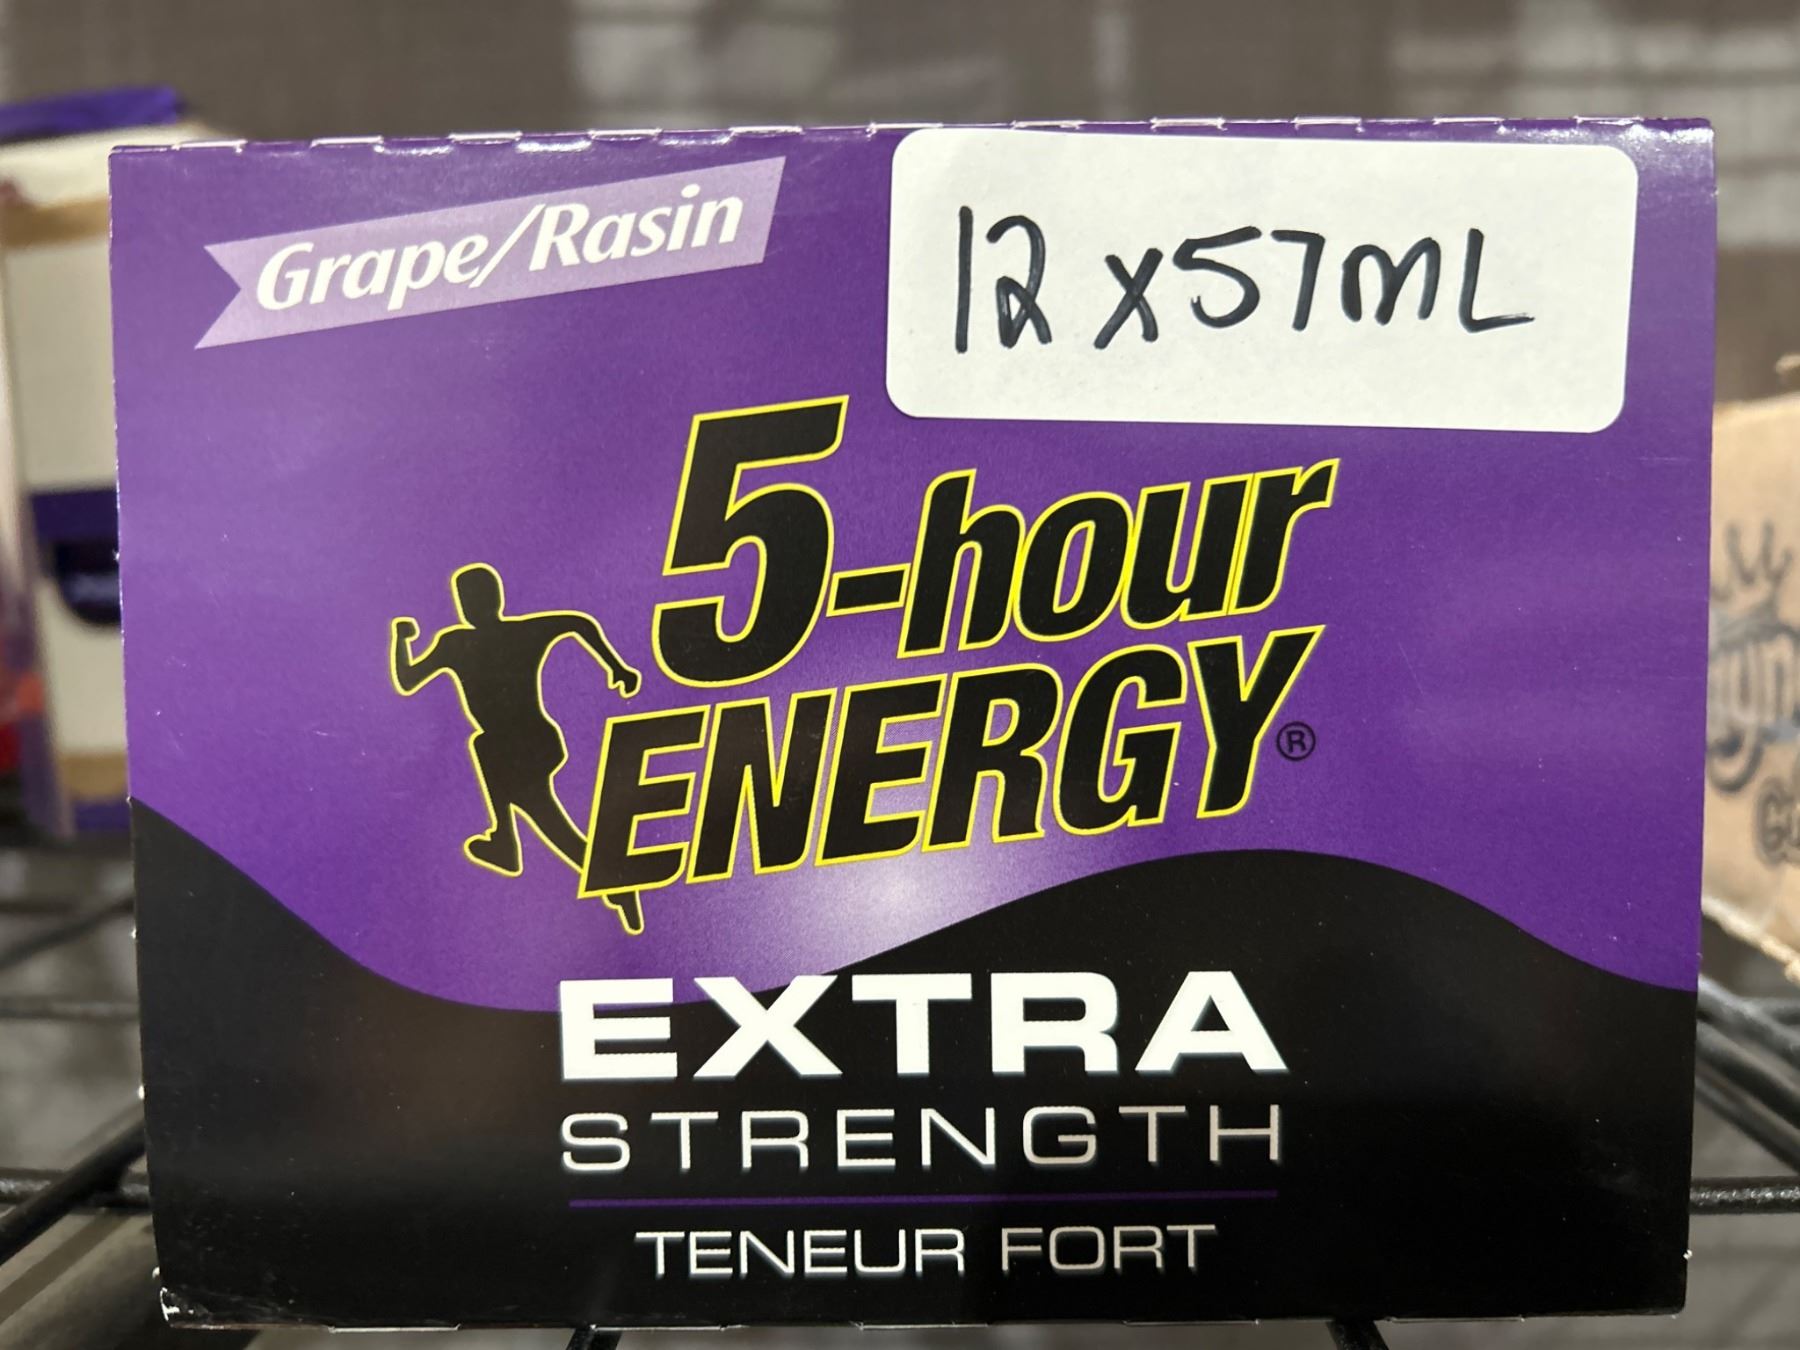 Grape/Rasin
12 x 57mL
5-hour
ENERGY®
EXTRA
STRENGTH
TENEUR FORT